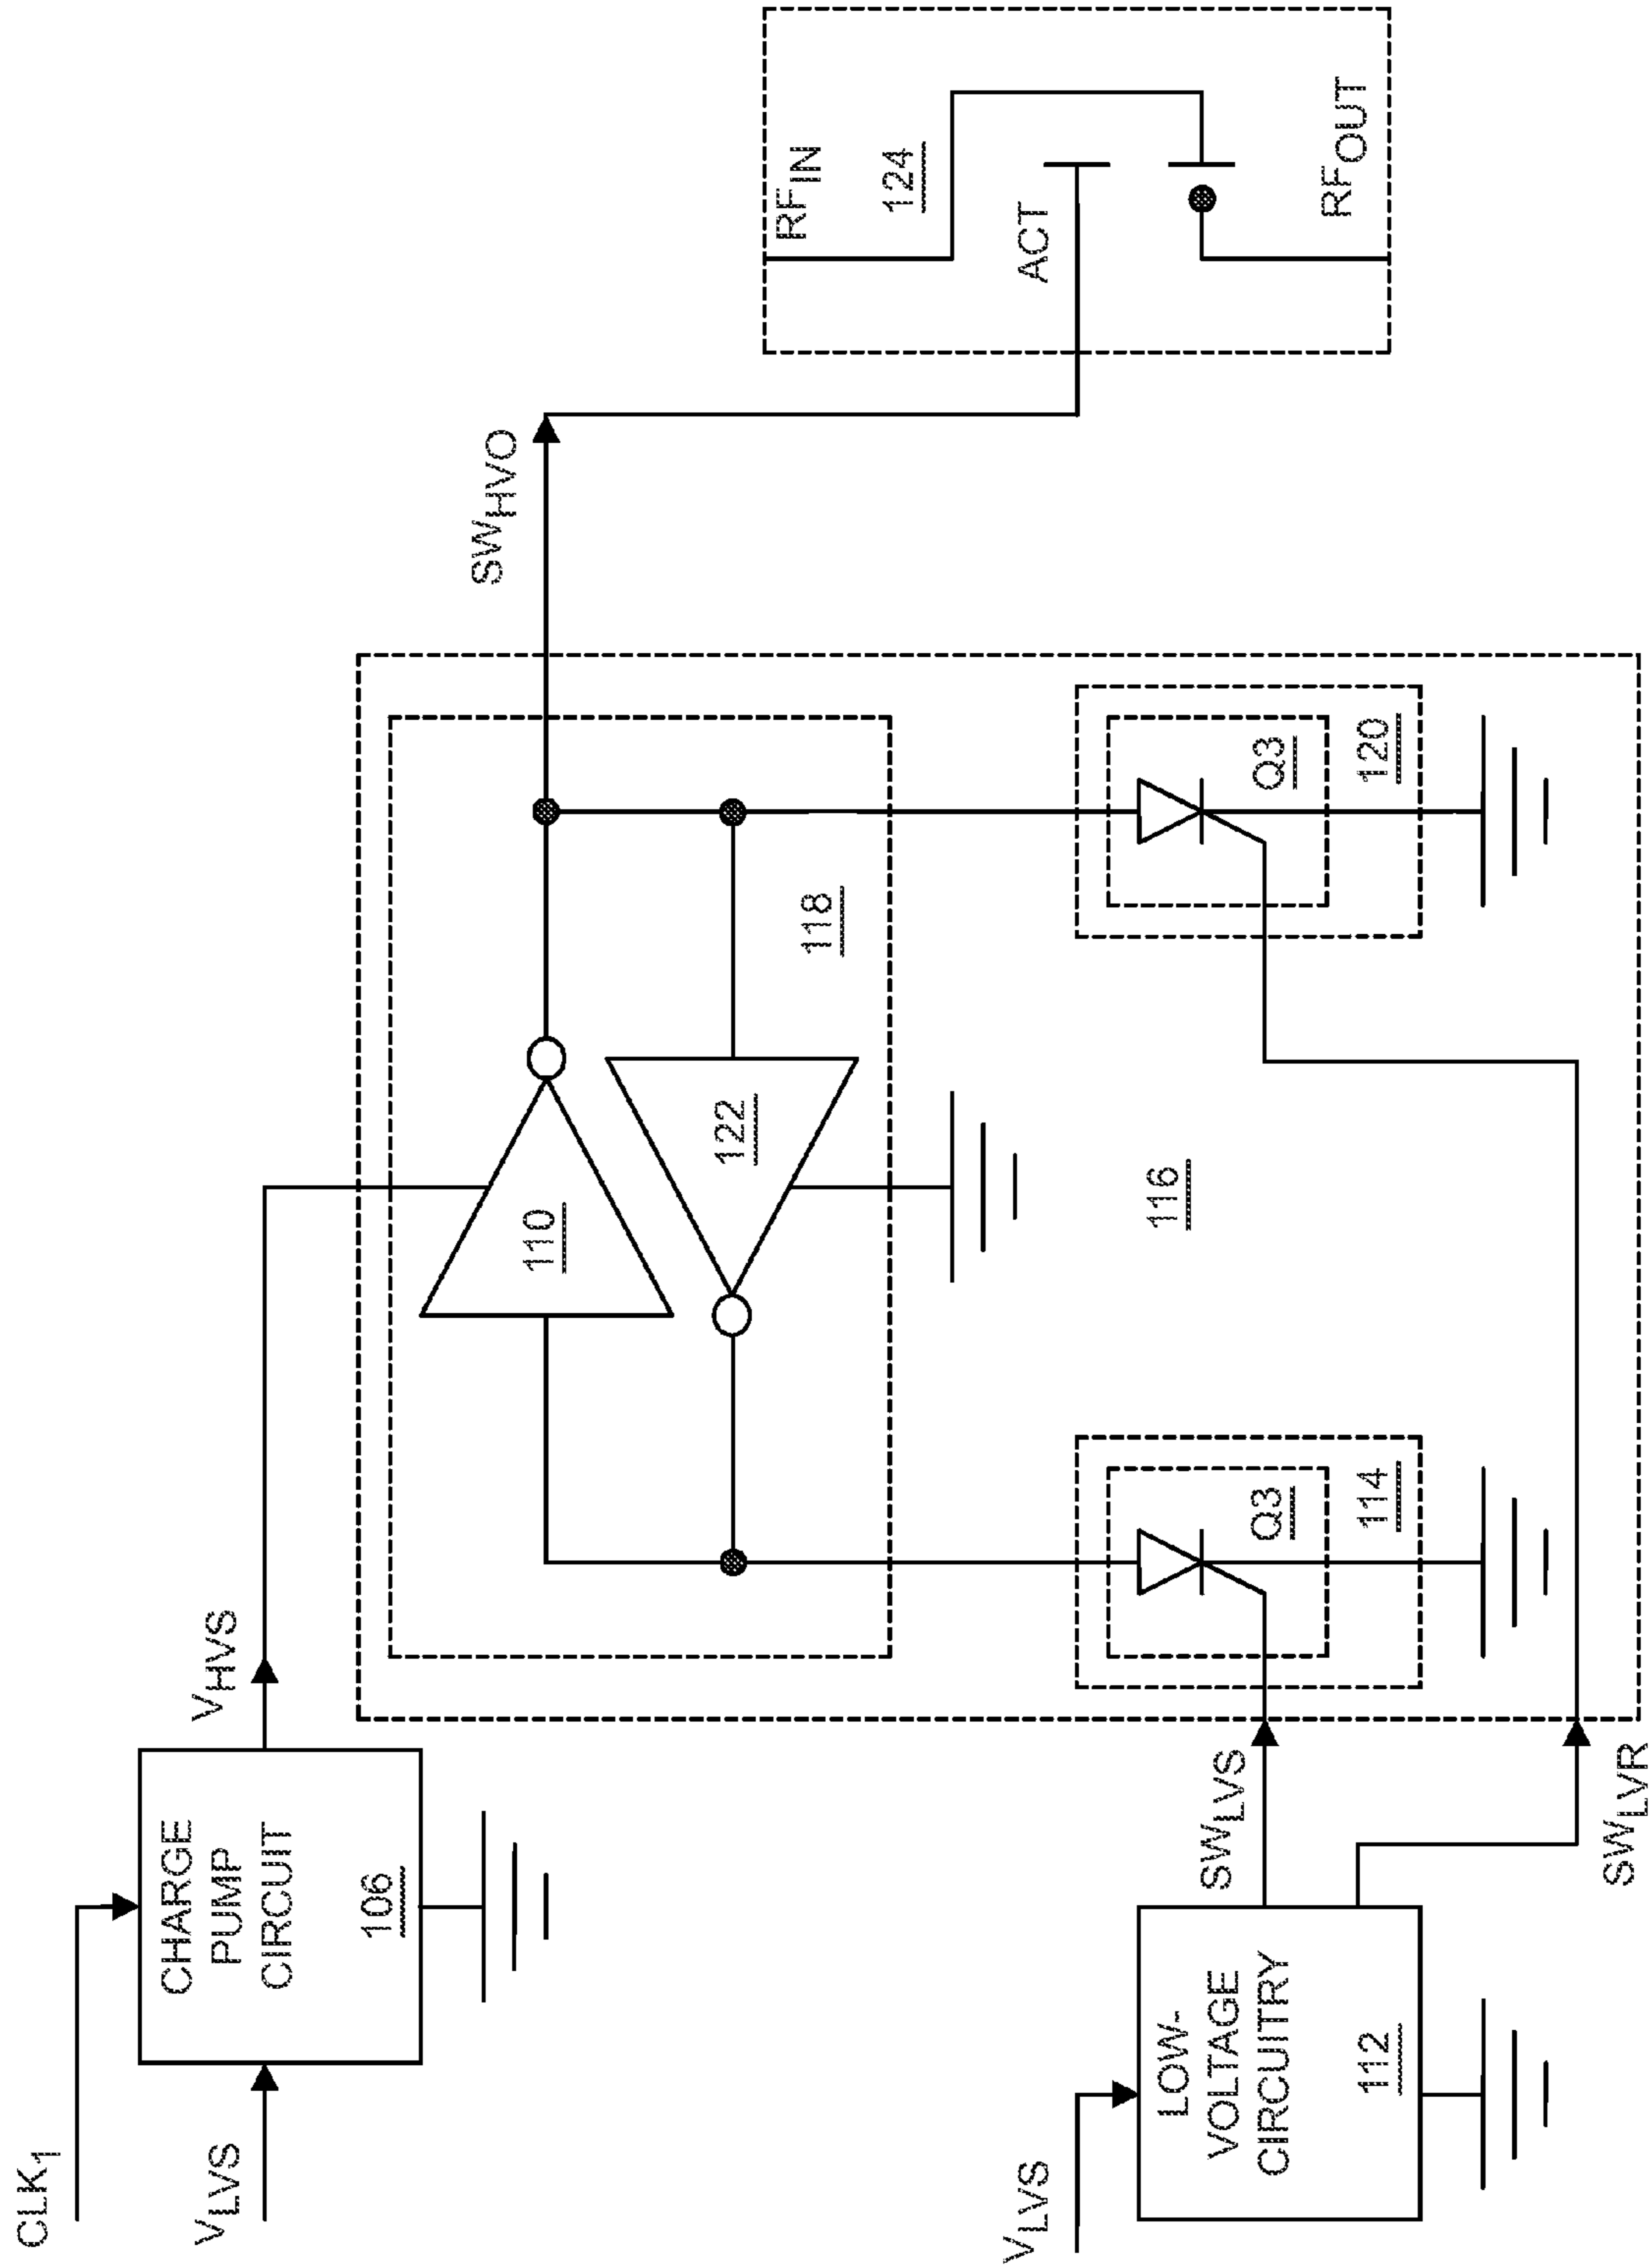 CLK1
VLVS
CHARGE
PUMP
CIRCUIT
106
VHVS
SWHVO
110
122
118
RFIN
124
ACT
RFOUT
116
VLVS
LOW-
VOLTAGE
CIRCUITRY
112
SWLVS
SWLVR
Q3
114
Q3
120